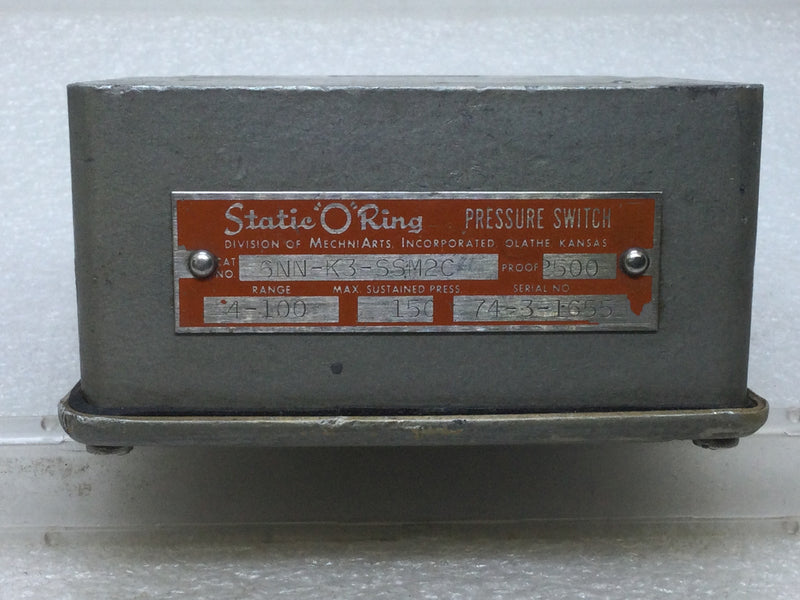 Static "O" Ring PRESSURE SWITCH
DIVISION OF MECHNIARTS, INCORPORATED, OLATHE, KANSAS
CAT NO. 6NN-K3-SSM2C PROOF 2500
RANGE MAX. SUSTAINED PRESS. SERIAL NO
4-100 150 74-3-1655